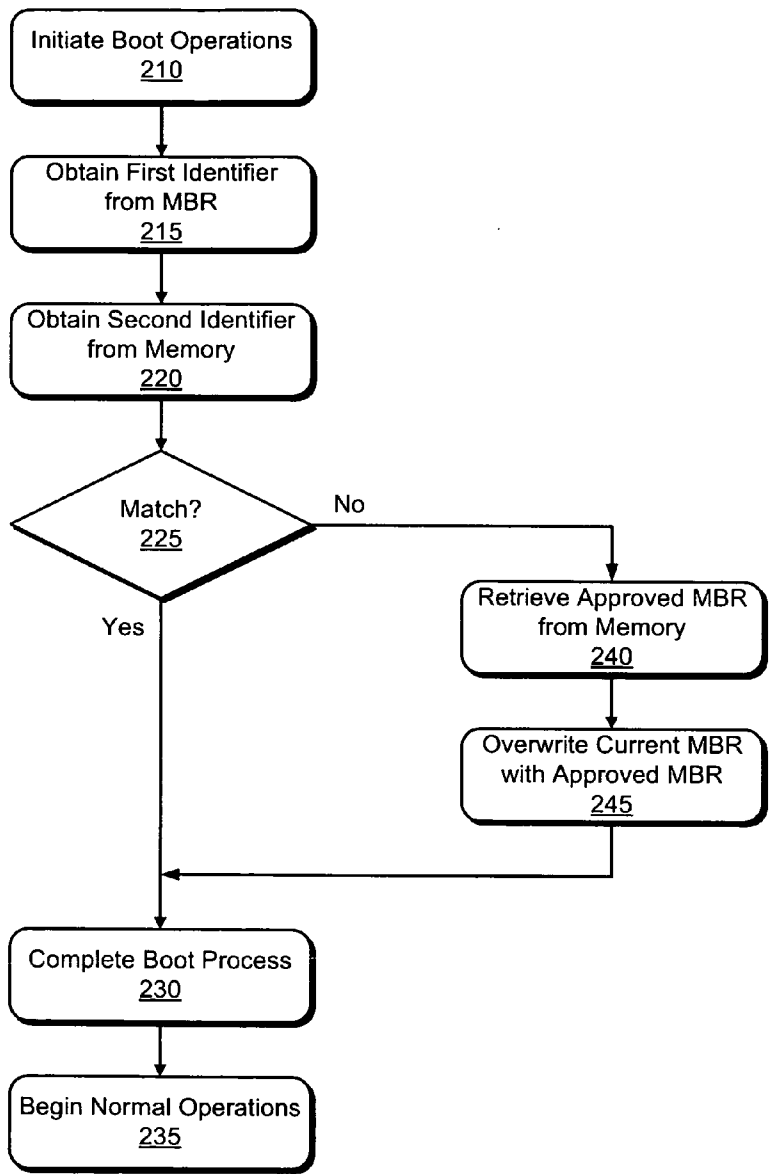 Initiate Boot Operations
210
Obtain First Identifier
from MBR
215
Obtain Second Identifier
from Memory
220
Match?
225
No
Yes
Retrieve Approved MBR
from Memory
240
Overwrite Current MBR
with Approved MBR
245
Complete Boot Process
230
Begin Normal Operations
235